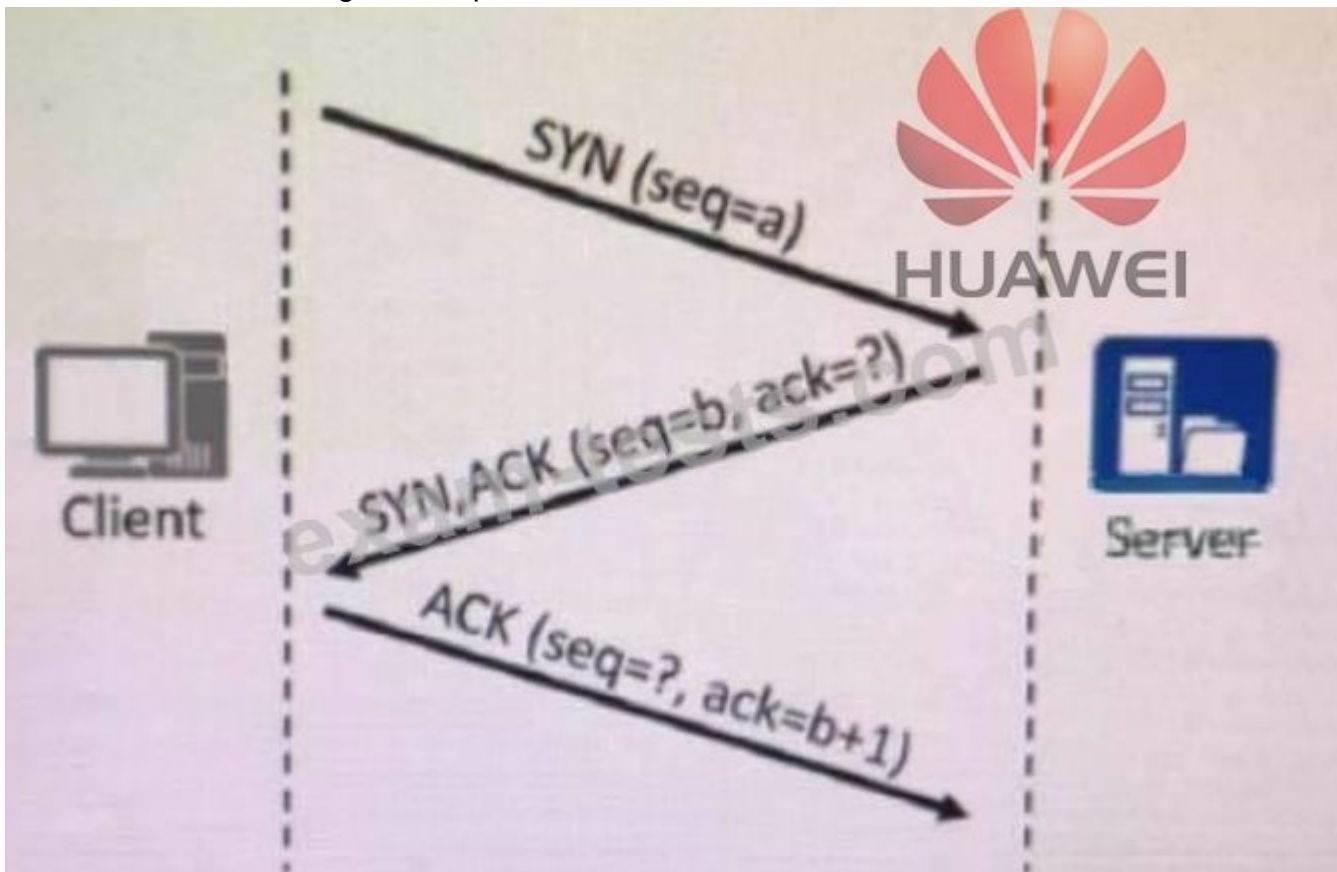 SYN (seq=a)
HUAWEI
SYN,ACK (seq=b, ack=?)
Client
Server
ACK (seq=?, ack=b+1)